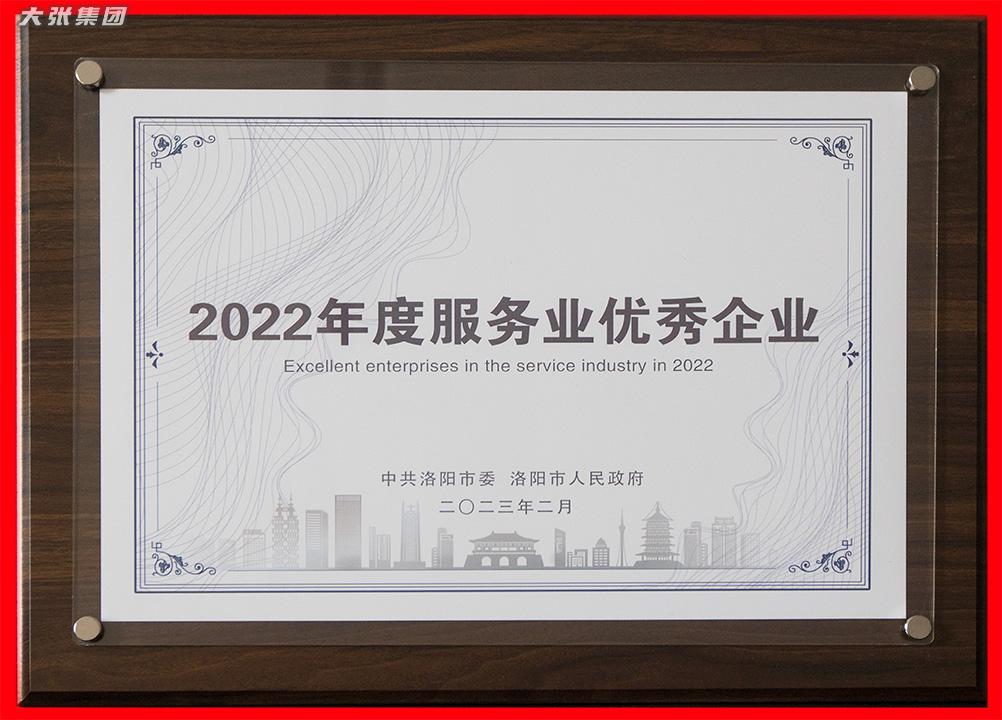 大张集团
2022年度服务业优秀企业
Excellent enterprises in the service industry in 2022
中共洛阳市委 洛阳市人民政府
二〇二三年二月